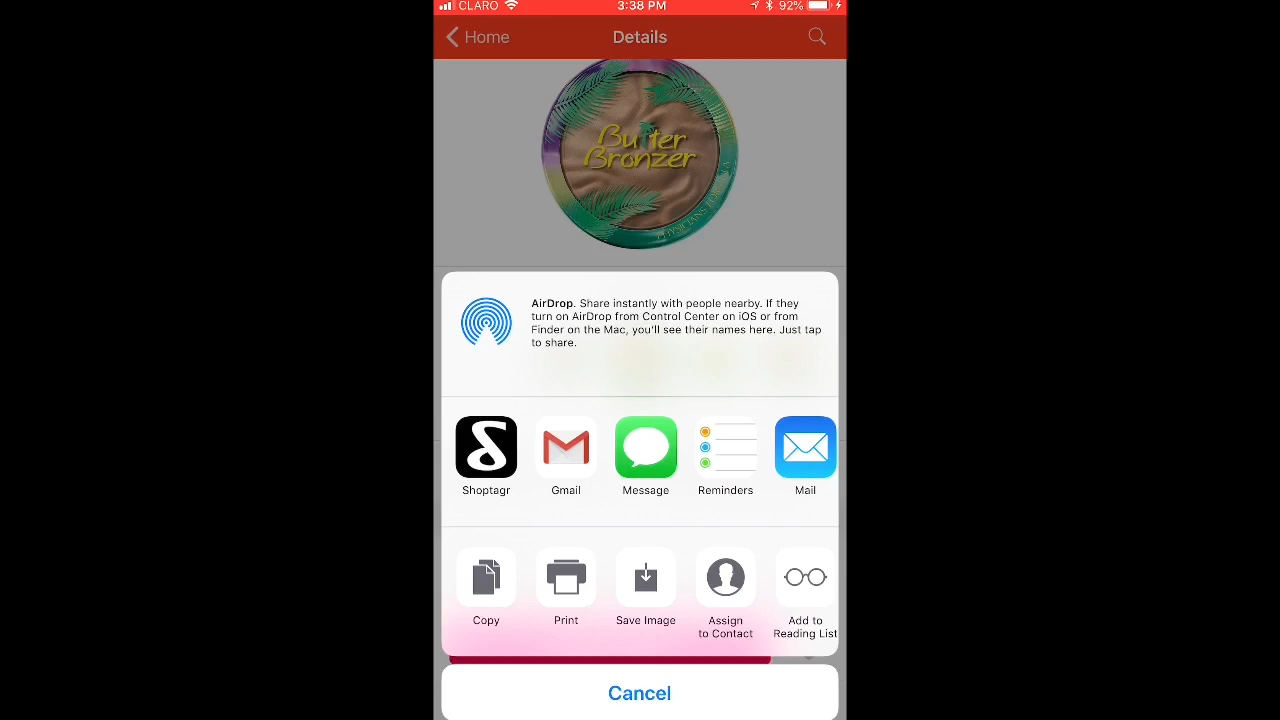 CLARO 3:38 PM 92%
Home Details
Butter
Bronzer
PHYSICIANS FORMULA
AirDrop. Share instantly with people nearby. If they
turn on AirDrop from Control Center on iOS or from
Finder on the Mac, you'll see their names here. Just tap
to share.
Shoptagr Gmail Message Reminders Mail
Copy Print Save Image Assign Add to
to Contact Reading List
Cancel